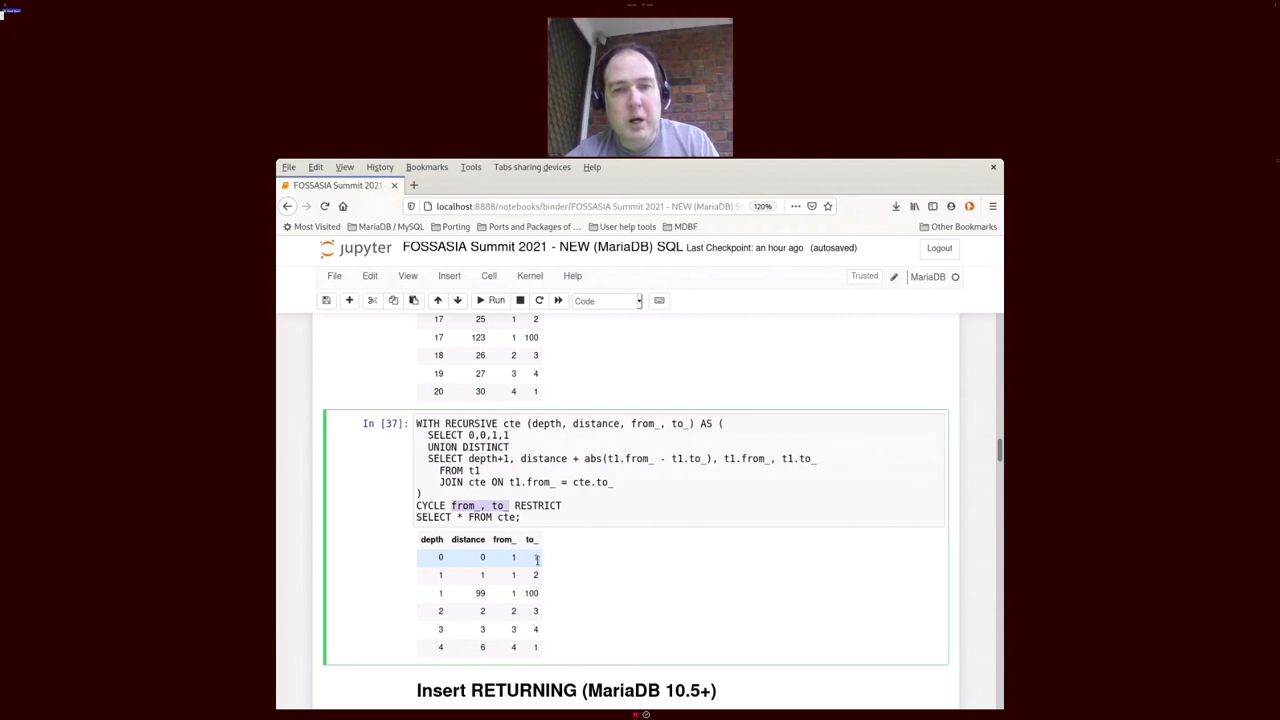 File Edit View History Bookmarks Tools Tabs sharing devices Help
FOSSASIA Summit 2021
localhost:8888/notebooks/binder/FOSSASIA Summit 2021 - NEW (MariaDB) S 120%
Most Visited MariaDB / MySQL Porting Ports and Packages of ... User help tools MDBF Other Bookmarks
jupyter FOSSASIA Summit 2021 - NEW (MariaDB) SQL Last Checkpoint: an hour ago (autosaved) Logout
File Edit View Insert Cell Kernel Help Trusted MariaDB
Run Code
17 25 1 2
17 123 1 100
18 26 2 3
19 27 3 4
20 30 4 1
In [37]: WITH RECURSIVE cte (depth, distance, from_, to_) AS (
SELECT 0,0,1,1
UNION DISTINCT
SELECT depth+1, distance + abs(t1.from_ - t1.to_), t1.from_, t1.to_
FROM t1
JOIN cte ON t1.from_ = cte.to_
)
CYCLE from_, to_ RESTRICT
SELECT * FROM cte;
depth distance from_ to_
0 0 1
1 1 1 2
1 99 1 100
2 2 2 3
3 3 3 4
4 6 4 1
Insert RETURNING (MariaDB 10.5+)